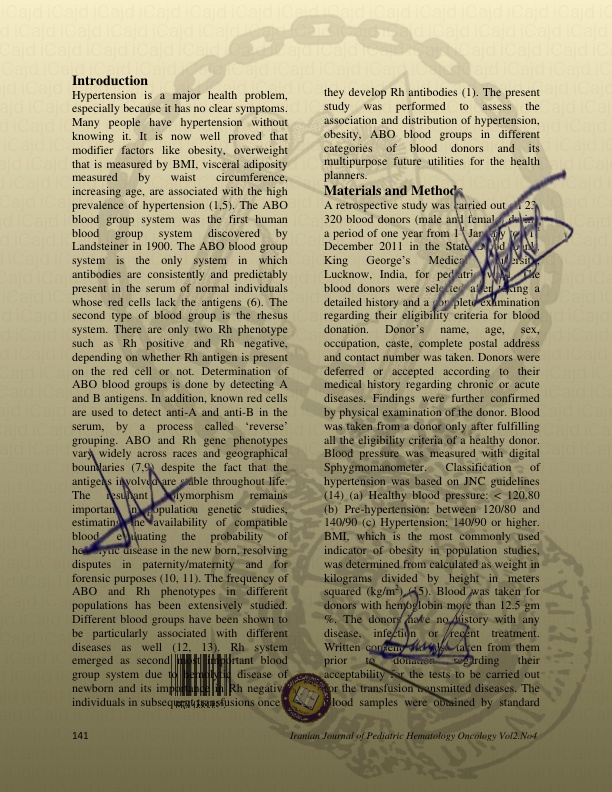 Introduction
Hypertension is a major health problem,
especially because it has no clear symptoms.
Many people have hypertension without
knowing it. It is now well proved that
modifier factors like obesity, overweight
that is measured by BMI, visceral adiposity
measured by waist circumference,
increasing age, are associated with the high
prevalence of hypertension (1,5). The ABO
blood group system was the first human
blood group system discovered by
Landsteiner in 1900. The ABO blood group
system is the only system in which
antibodies are consistently and predictably
present in the serum of normal individuals
whose red cells lack the antigens (6). The
second type of blood group is the rhesus
system. There are only two Rh phenotype
such as Rh positive and Rh negative,
depending on whether Rh antigen is present
on the red cell or not. Determination of
ABO blood groups is done by detecting A
and B antigens. In addition, known red cells
are used to detect anti-A and anti-B in the
serum, by a process called ‘reverse’
grouping. ABO and Rh gene phenotypes
vary widely across races and geographical
boundaries (7,9) despite the fact that the
antigens involved are stable throughout life.
The resultant polymorphism remains
important in population genetic studies,
estimating the availability of compatible
blood, evaluating the probability of
hemolytic disease in the new born, resolving
disputes in paternity/maternity and for
forensic purposes (10, 11). The frequency of
ABO and Rh phenotypes in different
populations has been extensively studied.
Different blood groups have been shown to
be particularly associated with different
diseases as well (12, 13). Rh system
emerged as second most important blood
group system due to hemolytic disease of
newborn and its importance in Rh negative
individuals in subsequent transfusions once
they develop Rh antibodies (1). The present
study was performed to assess the
association and distribution of hypertension,
obesity, ABO blood groups in different
categories of blood donors and its
multipurpose future utilities for the health
planners.
Materials and Methods
A retrospective study was carried out 23,
320 blood donors (male and female)
a period of one year from 1st January to
December 2011 in the State Blood
King George’s Medical University
Lucknow, India, for pediatric The
blood donors were selected after taking a
detailed history and a complete examination
regarding their eligibility criteria for blood
donation. Donor’s name, age, sex,
occupation, caste, complete postal address
and contact number was taken. Donors were
deferred or accepted according to their
medical history regarding chronic or acute
diseases. Findings were further confirmed
by physical examination of the donor. Blood
was taken from a donor only after fulfilling
all the eligibility criteria of a healthy donor.
Blood pressure was measured with digital
Sphygmomanometer. Classification of
hypertension was based on JNC guidelines
(14) (a) Healthy blood pressure: < 120,80
(b) Pre-hypertension: between 120/80 and
140/90 (c) Hypertension: 140/90 or higher.
BMI, which is the most commonly used
indicator of obesity in population studies,
was determined from calculated as weight in
kilograms divided by height in meters
squared (kg/m²) (15). Blood was taken for
donors with hemoglobin more than 12.5 gm
%. The donors have no history with any
disease, infection recent treatment.
Written consent taken from them
prior to donation regarding their
acceptability for the tests to be carried out
for the transfusion transmitted diseases. The
blood samples were obtained by standard
141
Iranian Journal of Pediatric Hematology Oncology Vol2.No4